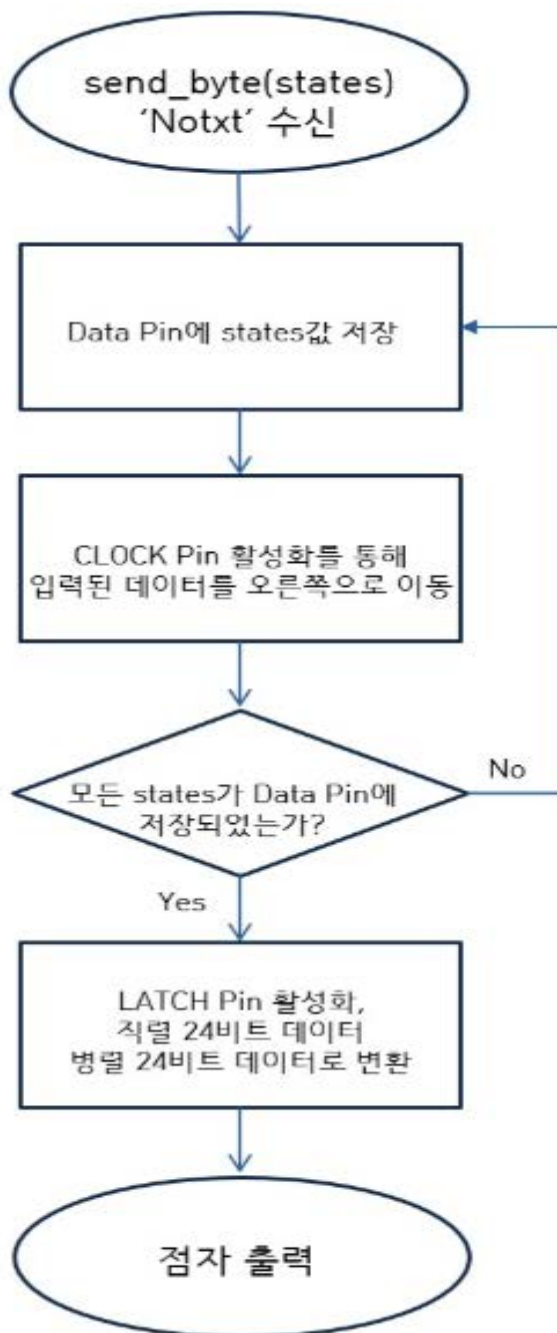 send_byte(states)
‘Notxt’ 수신
Data Pin에 states값 저장
CLOCK Pin 활성화를 통해
입력된 데이터를 오른쪽으로 이동
모든 states가 Data Pin에
저장되었는가?
No
Yes
LATCH Pin 활성화,
직렬 24비트 데이터
병렬 24비트 데이터로 변환
점자 출력